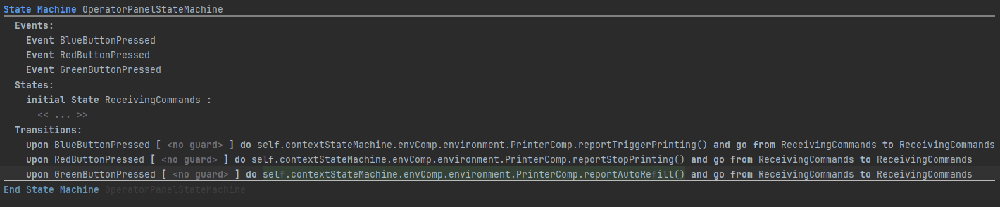 State Machine OperatorPanelStateMachine
Events:
Event BlueButtonPressed
Event RedButtonPressed
Event GreenButtonPressed
States:
initial State ReceivingCommands :
<< ... >>
Transitions:
upon BlueButtonPressed [ <no guard> ] do self.contextStateMachine.envComp.environment.PrinterComp.reportTriggerPrinting() and go from ReceivingCommands to ReceivingCommands
upon RedButtonPressed [ <no guard> ] do self.contextStateMachine.envComp.environment.PrinterComp.reportStopPrinting() and go from ReceivingCommands to ReceivingCommands
upon GreenButtonPressed [ <no guard> ] do self.contextStateMachine.envComp.environment.PrinterComp.reportAutoRefill() and go from ReceivingCommands to ReceivingCommands
End State Machine OperatorPanelStateMachine